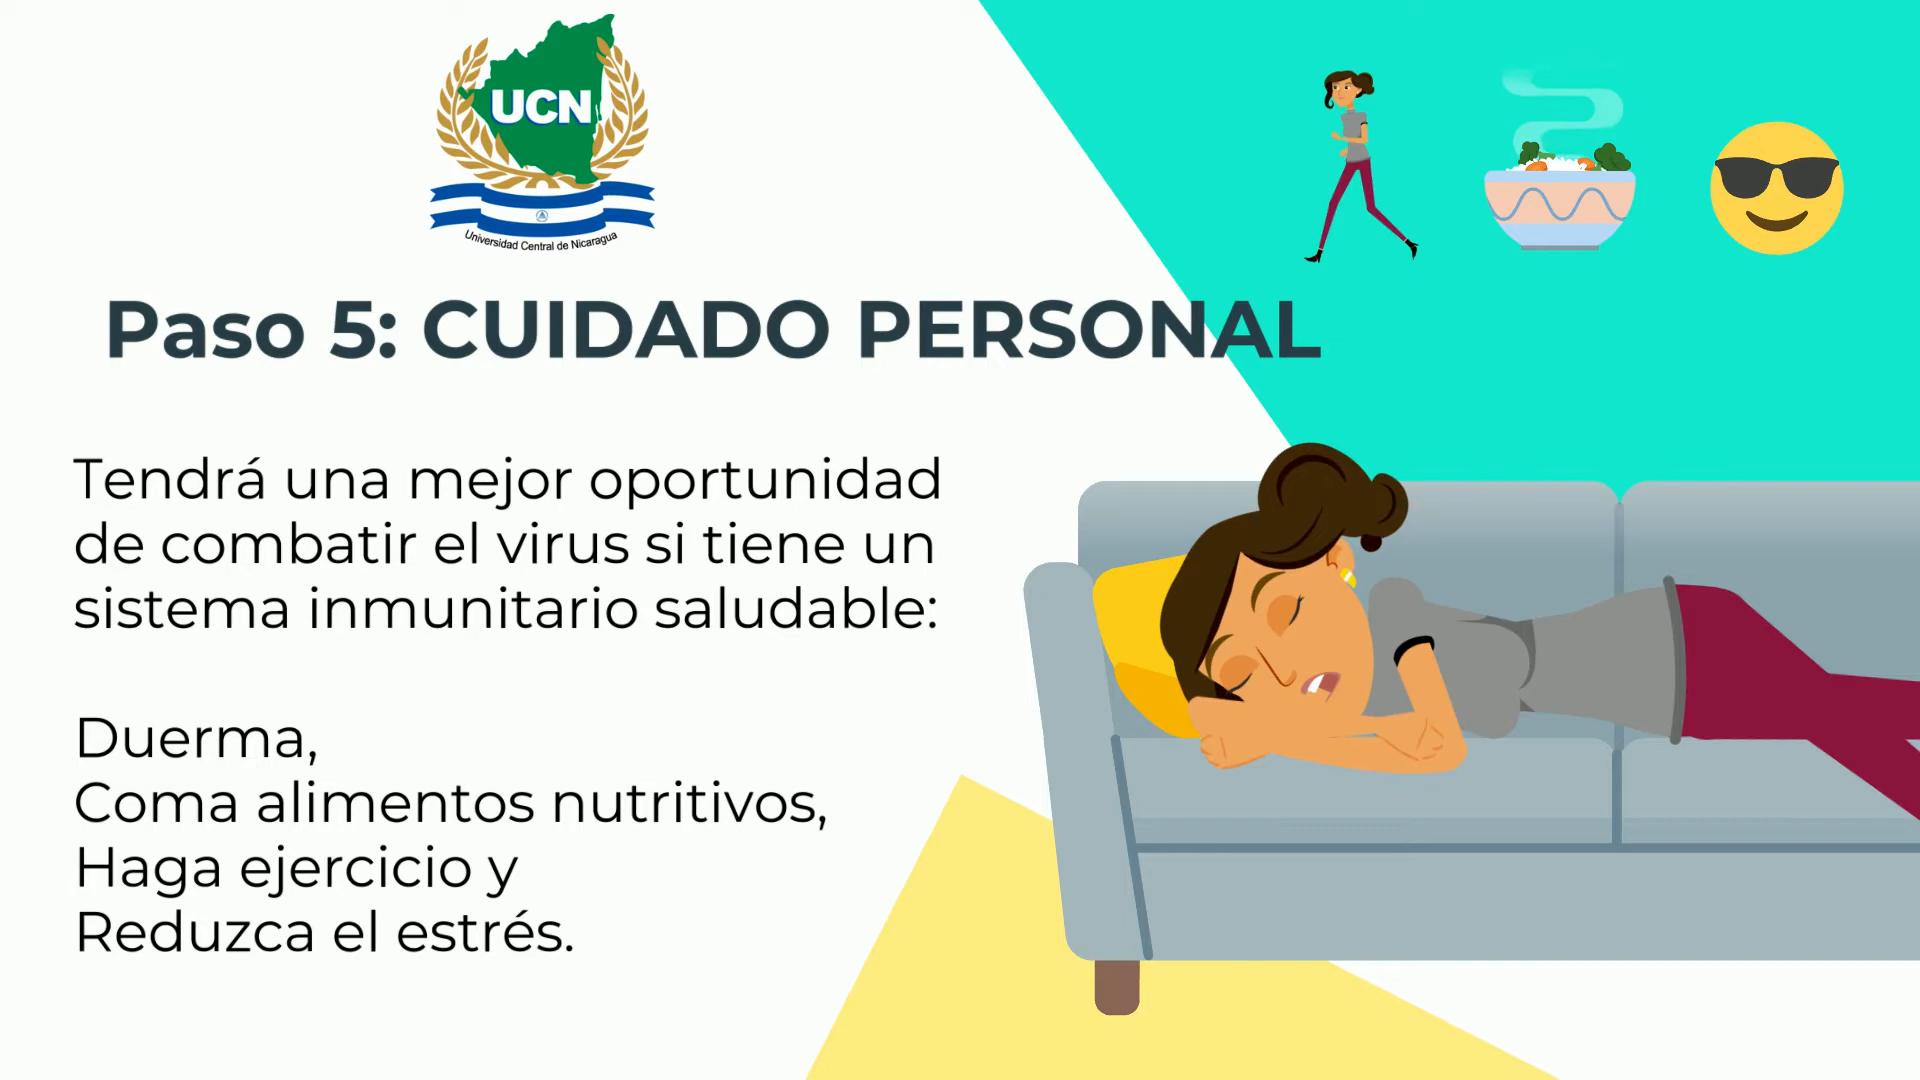 UCN
Universidad Central de Nicaragua
Paso 5: CUIDADO PERSONAL
Tendrá una mejor oportunidad
de combatir el virus si tiene un
sistema inmunitario saludable:
Duerma,
Coma alimentos nutritivos,
Haga ejercicio y
Reduzca el estrés.